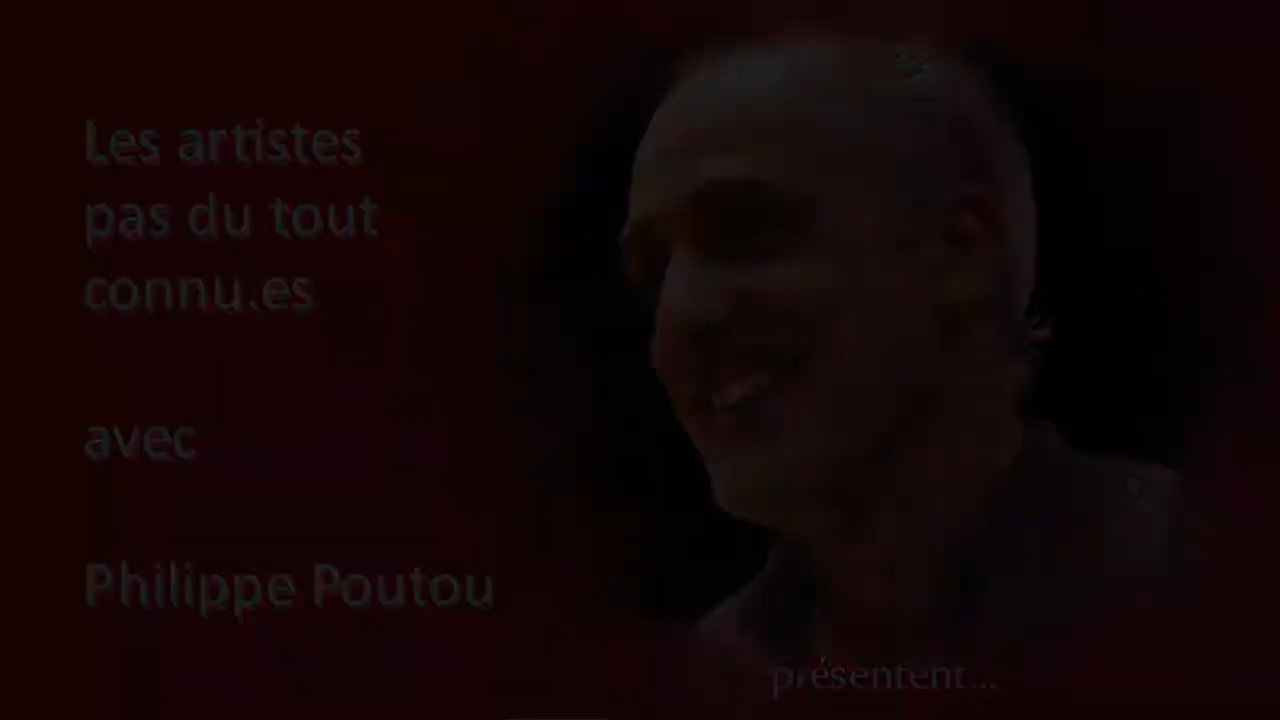 Les artistes
pas du tout
connu.es
avec
Philippe Poutou
présentent...